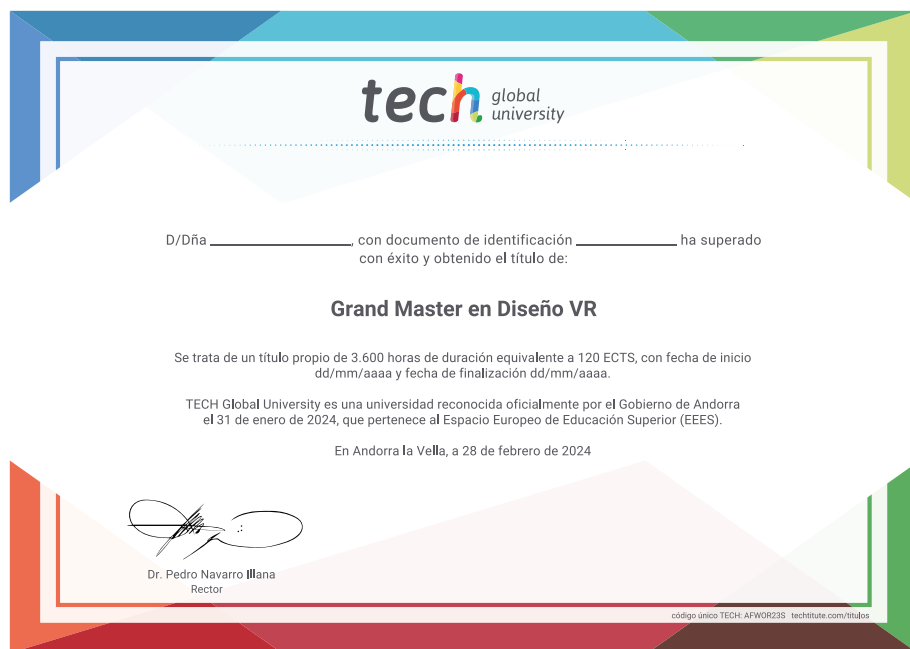 tech global university
D/Dña ________________, con documento de identificación ____________ ha superado
con éxito y obtenido el título de:
Grand Master en Diseño VR
Se trata de un título propio de 3.600 horas de duración equivalente a 120 ECTS, con fecha de inicio
dd/mm/aaaa y fecha de finalización dd/mm/aaaa.
TECH Global University es una universidad reconocida oficialmente por el Gobierno de Andorra
el 31 de enero de 2024, que pertenece al Espacio Europeo de Educación Superior (EEES).
En Andorra la Vella, a 28 de febrero de 2024
Dr. Pedro Navarro Illana
Rector
código único TECH: AFWOR23S techtitute.com/titulos